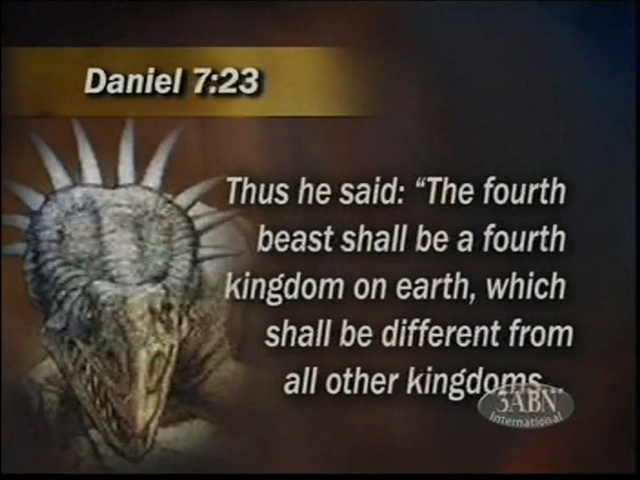 Daniel 7:23
Thus he said: “The fourth
beast shall be a fourth
kingdom on earth, which
shall be different from
all other kingdoms...
3ABN
International